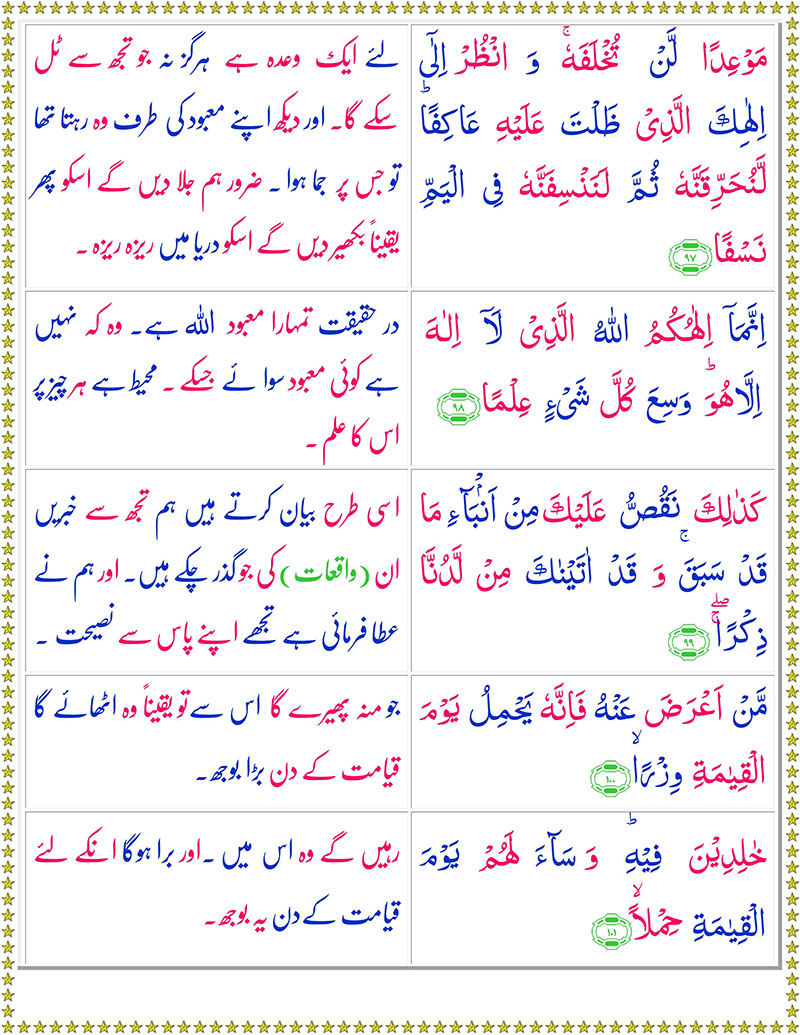 مَوْعِدًا لَّنْ تُخْلَفَهٗ ۚ وَ انْظُرْ اِلٰٓى
اِلٰهِكَ الَّذِیْ ظَلْتَ عَلَیْهِ عَاكِفًا ؕ
لَّنُحَرِّقَنَّهٗ ثُمَّ لَنَنْسِفَنَّهٗ فِی الْیَمِّ
نَسْفًا ﴿۹۷﴾
لئے ایک وعدہ ہے ہرگز نہ جو تجھ سے ٹل
سکے گا۔ اور دیکھ اپنے معبود کی طرف وہ رہتا تھا
تو جس پر جما ہوا ۔ ضرور ہم جلا دیں گے اسکو پھر
یقیناً بکھیر دیں گے اسکو دریا میں ریزہ ریزہ ۔
اِنَّمَاۤ اِلٰهُكُمُ اللّٰهُ الَّذِیْ لَاۤ اِلٰهَ
اِلَّا هُوَ ؕ وَسِعَ كُلَّ شَیْءٍ عِلْمًا ﴿۹۸﴾
در حقیقت تمہارا معبود اللہ ہے۔ وہ کہ نہیں
ہے کوئی معبود سوائے جسکے ۔ محیط ہے ہر چیز پر
اس کا علم ۔
كَذٰلِكَ نَقُصُّ عَلَیْكَ مِنْ اَنْۢبَآءِ مَا
قَدْ سَبَقَ ۚ وَ قَدْ اٰتَیْنٰكَ مِنْ لَّدُنَّا
ذِكْرًا ۖۚ ﴿۹۹﴾
اسی طرح بیان کرتے ہیں ہم تجھ سے خبریں
ان (واقعات) کی جو گذر چکے ہیں۔ اور ہم نے
عطا فرمائی ہے تجھے اپنے پاس سے نصیحت ۔
مَّنْ اَعْرَضَ عَنْهُ فَاِنَّهٗ یَحْمِلُ یَوْمَ
الْقِیٰمَةِ وِزْرًا ۙ ﴿۱۰۰﴾
جو منہ پھیرے گا اس سے تو یقیناً وہ اٹھائے گا
قیامت کے دن بڑا بوجھ۔
خٰلِدِیْنَ فِیْهِ ؕ وَ سَآءَ لَهُمْ یَوْمَ
الْقِیٰمَةِ حِمْلًا ۙ ﴿۱۰۱﴾
رہیں گے وہ اس میں ۔اور برا ہوگا انکے لئے
قیامت کے دن یہ بوجھ۔